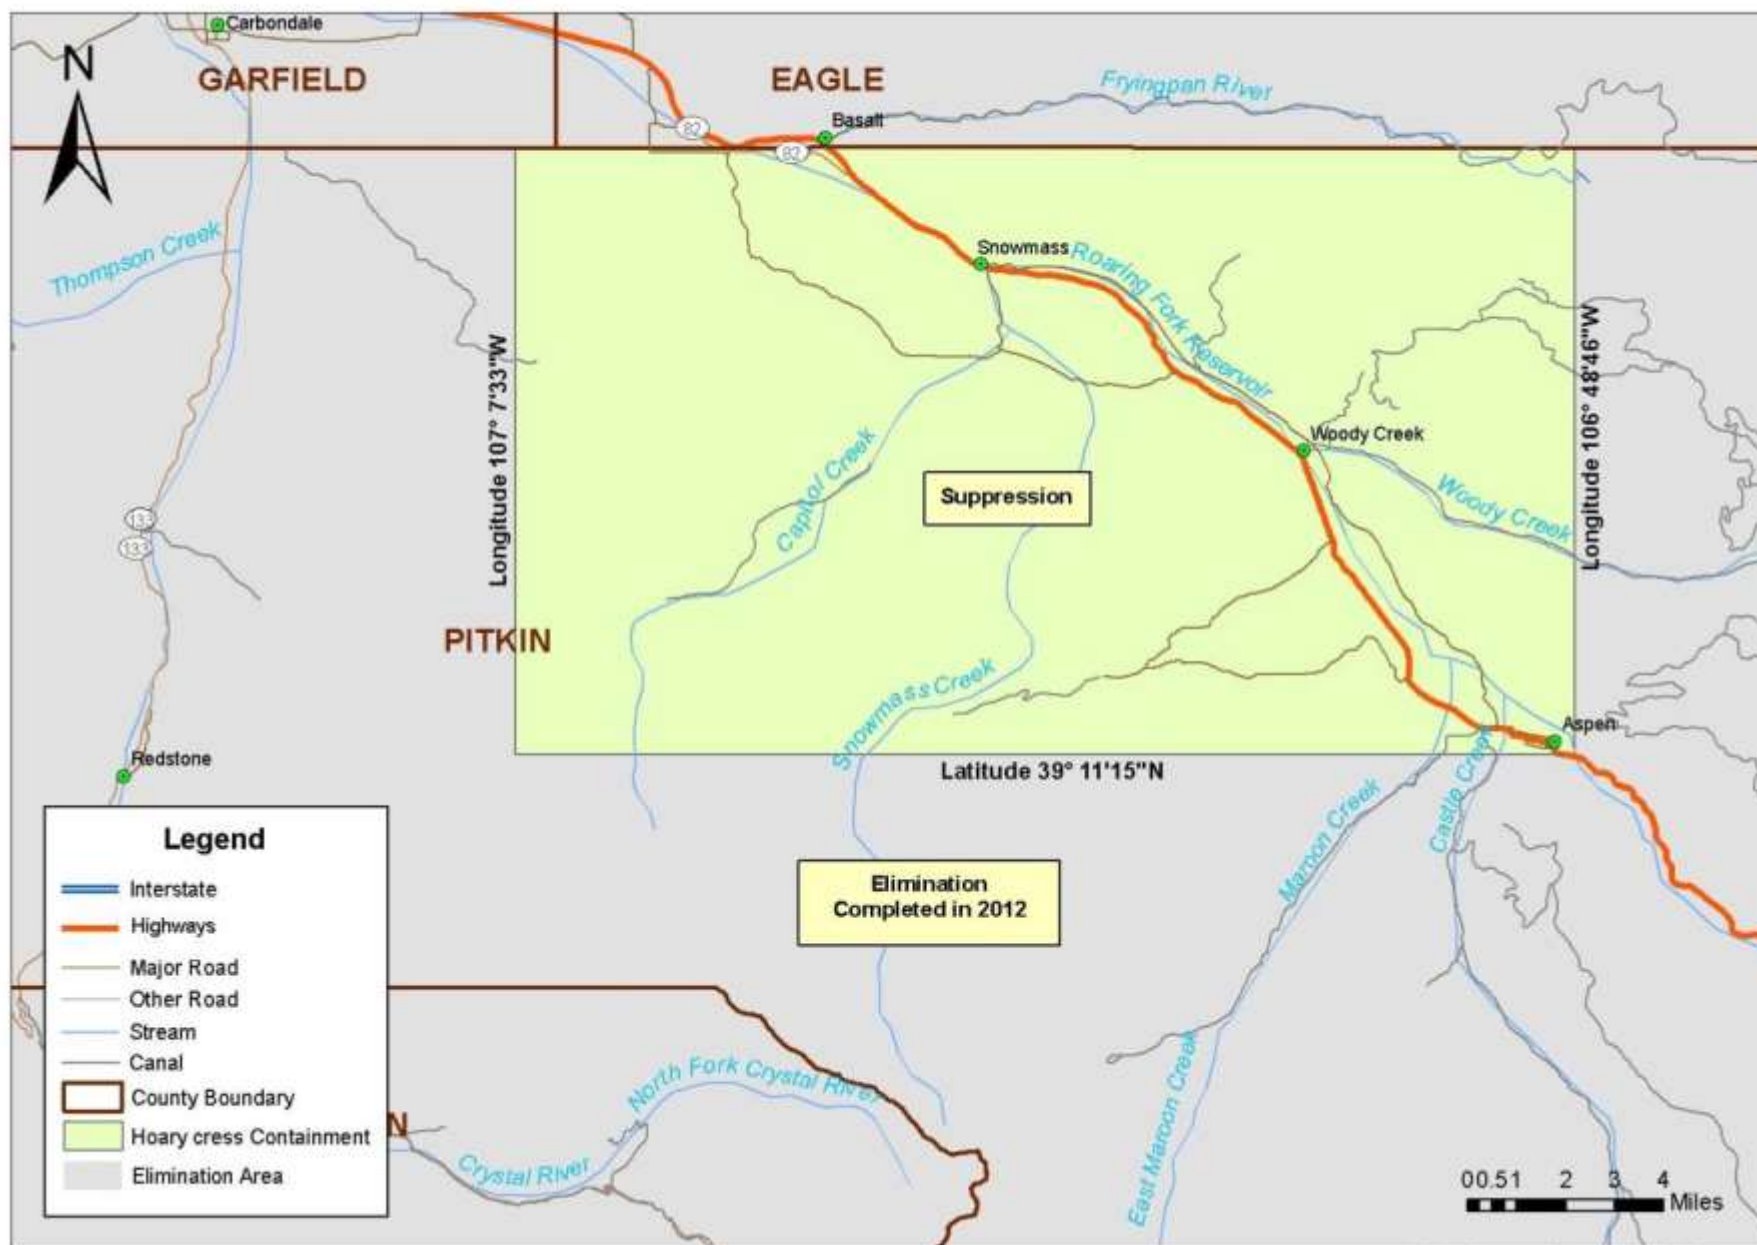 Carbondale
N
GARFIELD
EAGLE
Fryingpan River
Basalt
82
82
Thompson Creek
Snowmass
Roaring Fork Reservoir
Longitude 107° 7'33"W
Longitude 106° 48'46"W
Woody Creek
Capitol Creek
Suppression
Woody Creek
133
133
PITKIN
Snowmass Creek
Aspen
Redstone
Latitude 39° 11'15"N
Maroon Creek
Castle Creek
Legend
Interstate
Highways
Major Road
Other Road
Stream
Canal
County Boundary
Hoary cress Containment
Elimination Area
Elimination
Completed in 2012
N
North Fork Crystal River
Crystal River
East Maroon Creek
0 0.5 1 2 3 4
Miles